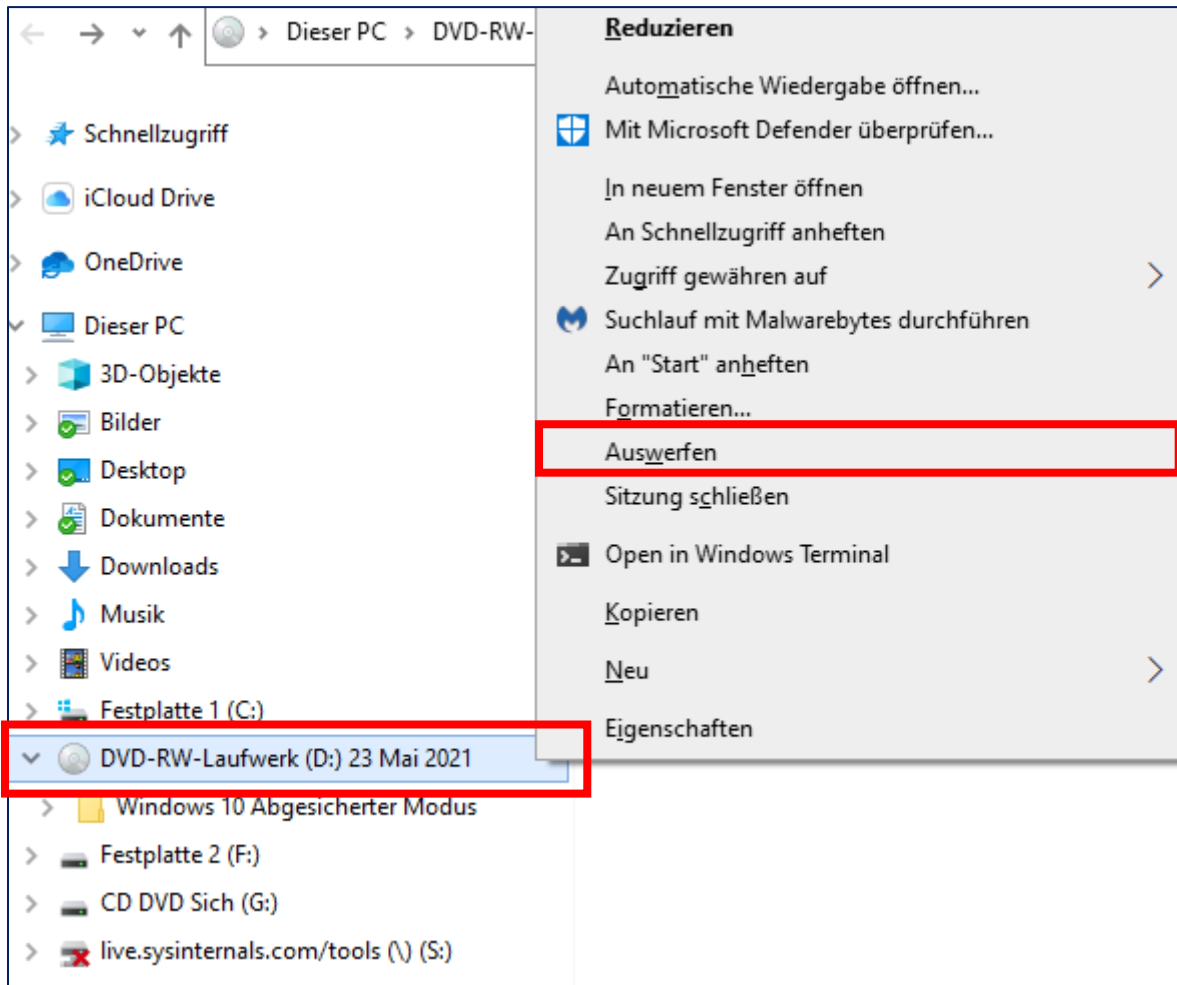 Dieser PC > DVD-RW-
Schnellzugriff
iCloud Drive
OneDrive
Dieser PC
3D-Objekte
Bilder
Desktop
Dokumente
Downloads
Musik
Videos
Festplatte 1 (C:)
DVD-RW-Laufwerk (D:) 23 Mai 2021
Windows 10 Abgesicherter Modus
Festplatte 2 (F:)
CD DVD Sich (G:)
live.sysinternals.com/tools (\) (S:)
Reduzieren
Automatische Wiedergabe öffnen...
Mit Microsoft Defender überprüfen...
In neuem Fenster öffnen
An Schnellzugriff anheften
Zugriff gewähren auf
Suchlauf mit Malwarebytes durchführen
An "Start" anheften
Formatieren...
Auswerfen
Sitzung schließen
Open in Windows Terminal
Kopieren
Neu
Eigenschaften